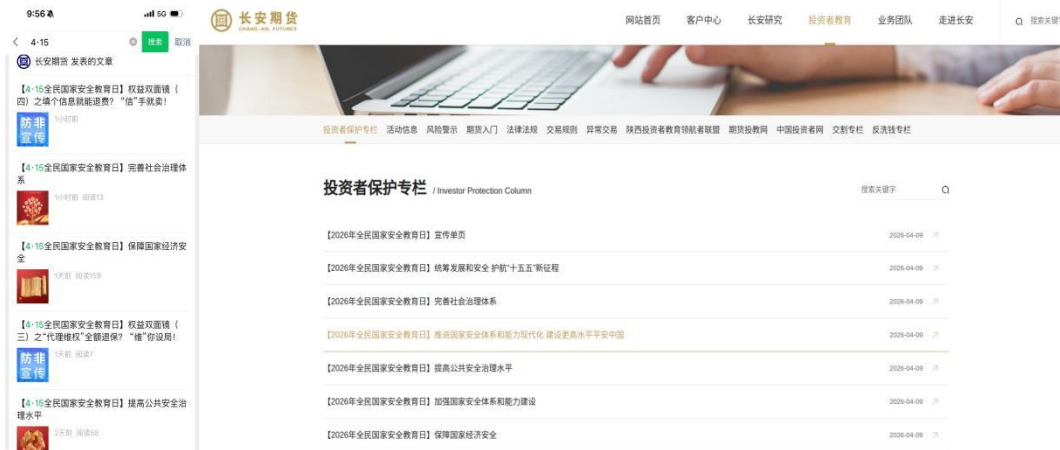 9:56
5G
4·15
搜索
取消
长安期货 发表的文章
【4·15全民国家安全教育日】权益双面镜（
四）之填个信息就能退费？“信”手就卖！
防非
宣传
1小时前
【4·15全民国家安全教育日】完善社会治理体
系
1小时前 阅读13
【4·15全民国家安全教育日】保障国家经济安
全
1天前 阅读159
【4·15全民国家安全教育日】权益双面镜（
三）之“代理维权”全额退保？“维”你设局！
防非
宣传
1天前 阅读7
【4·15全民国家安全教育日】提高公共安全治
理水平
2天前 阅读58
长安期货
CHANG-AN FUTURES
网站首页 客户中心 长安研究 投资者教育 业务团队 走进长安
搜索关键字
投资者保护专栏 活动信息 风险警示 期货入门 法律法规 交易规则 异常交易 陕西投资者教育领航者联盟 期货投教网 中国投资者网 交割专栏 反洗钱专栏
投资者保护专栏 / Investor Protection Column
搜索关键字
【2026年全民国家安全教育日】宣传单页 2026-04-09
【2026年全民国家安全教育日】统筹发展和安全 护航“十五五”新征程 2026-04-09
【2026年全民国家安全教育日】完善社会治理体系 2026-04-09
【2026年全民国家安全教育日】推进国家安全体系和能力现代化 建设更高水平平安中国 2026-04-09
【2026年全民国家安全教育日】提高公共安全治理水平 2026-04-09
【2026年全民国家安全教育日】加强国家安全体系和能力建设 2026-04-09
【2026年全民国家安全教育日】保障国家经济安全 2026-04-09